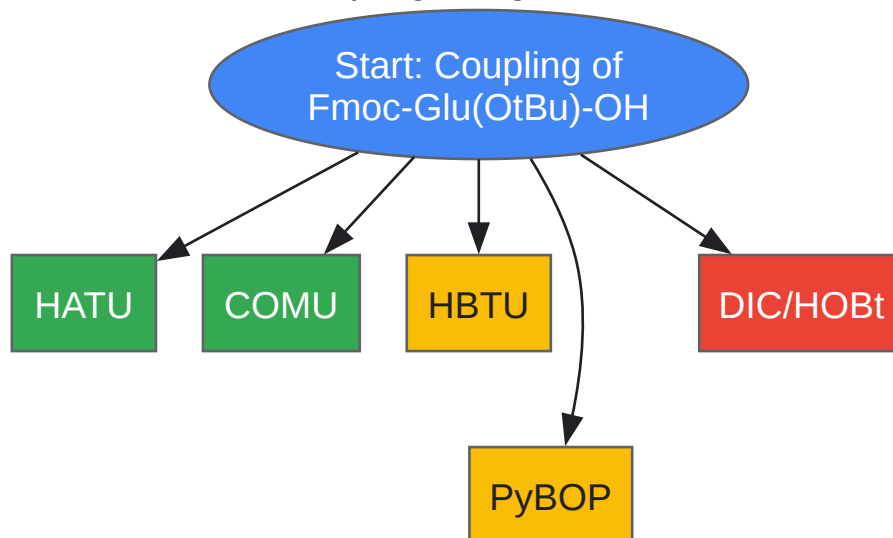 Start: Coupling of
Fmoc-Glu(OtBu)-OH
HATU
COMU
HBTU
DIC/HOBt
PyBOP